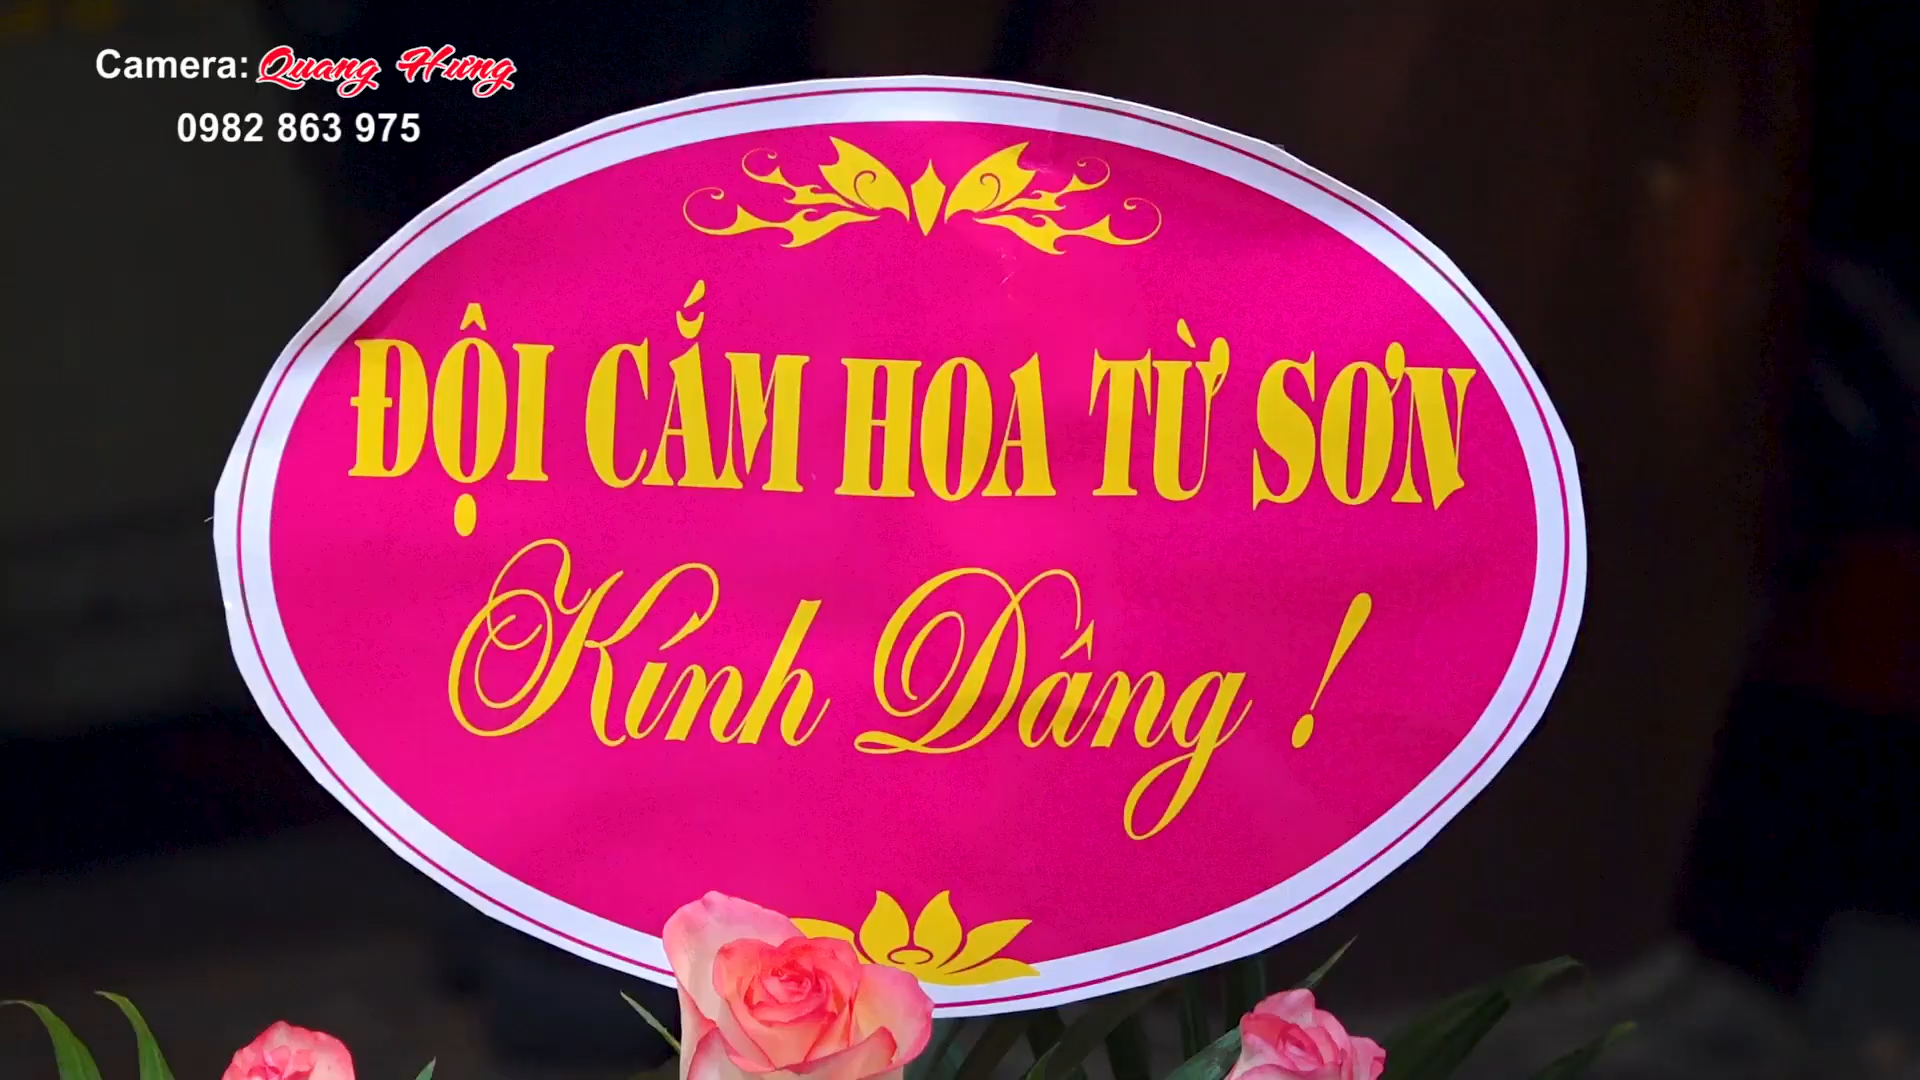 Camera: Quang Hưng
0982 863 975
ĐỘI CẮM HOA TỪ SƠN
Kính Dâng !